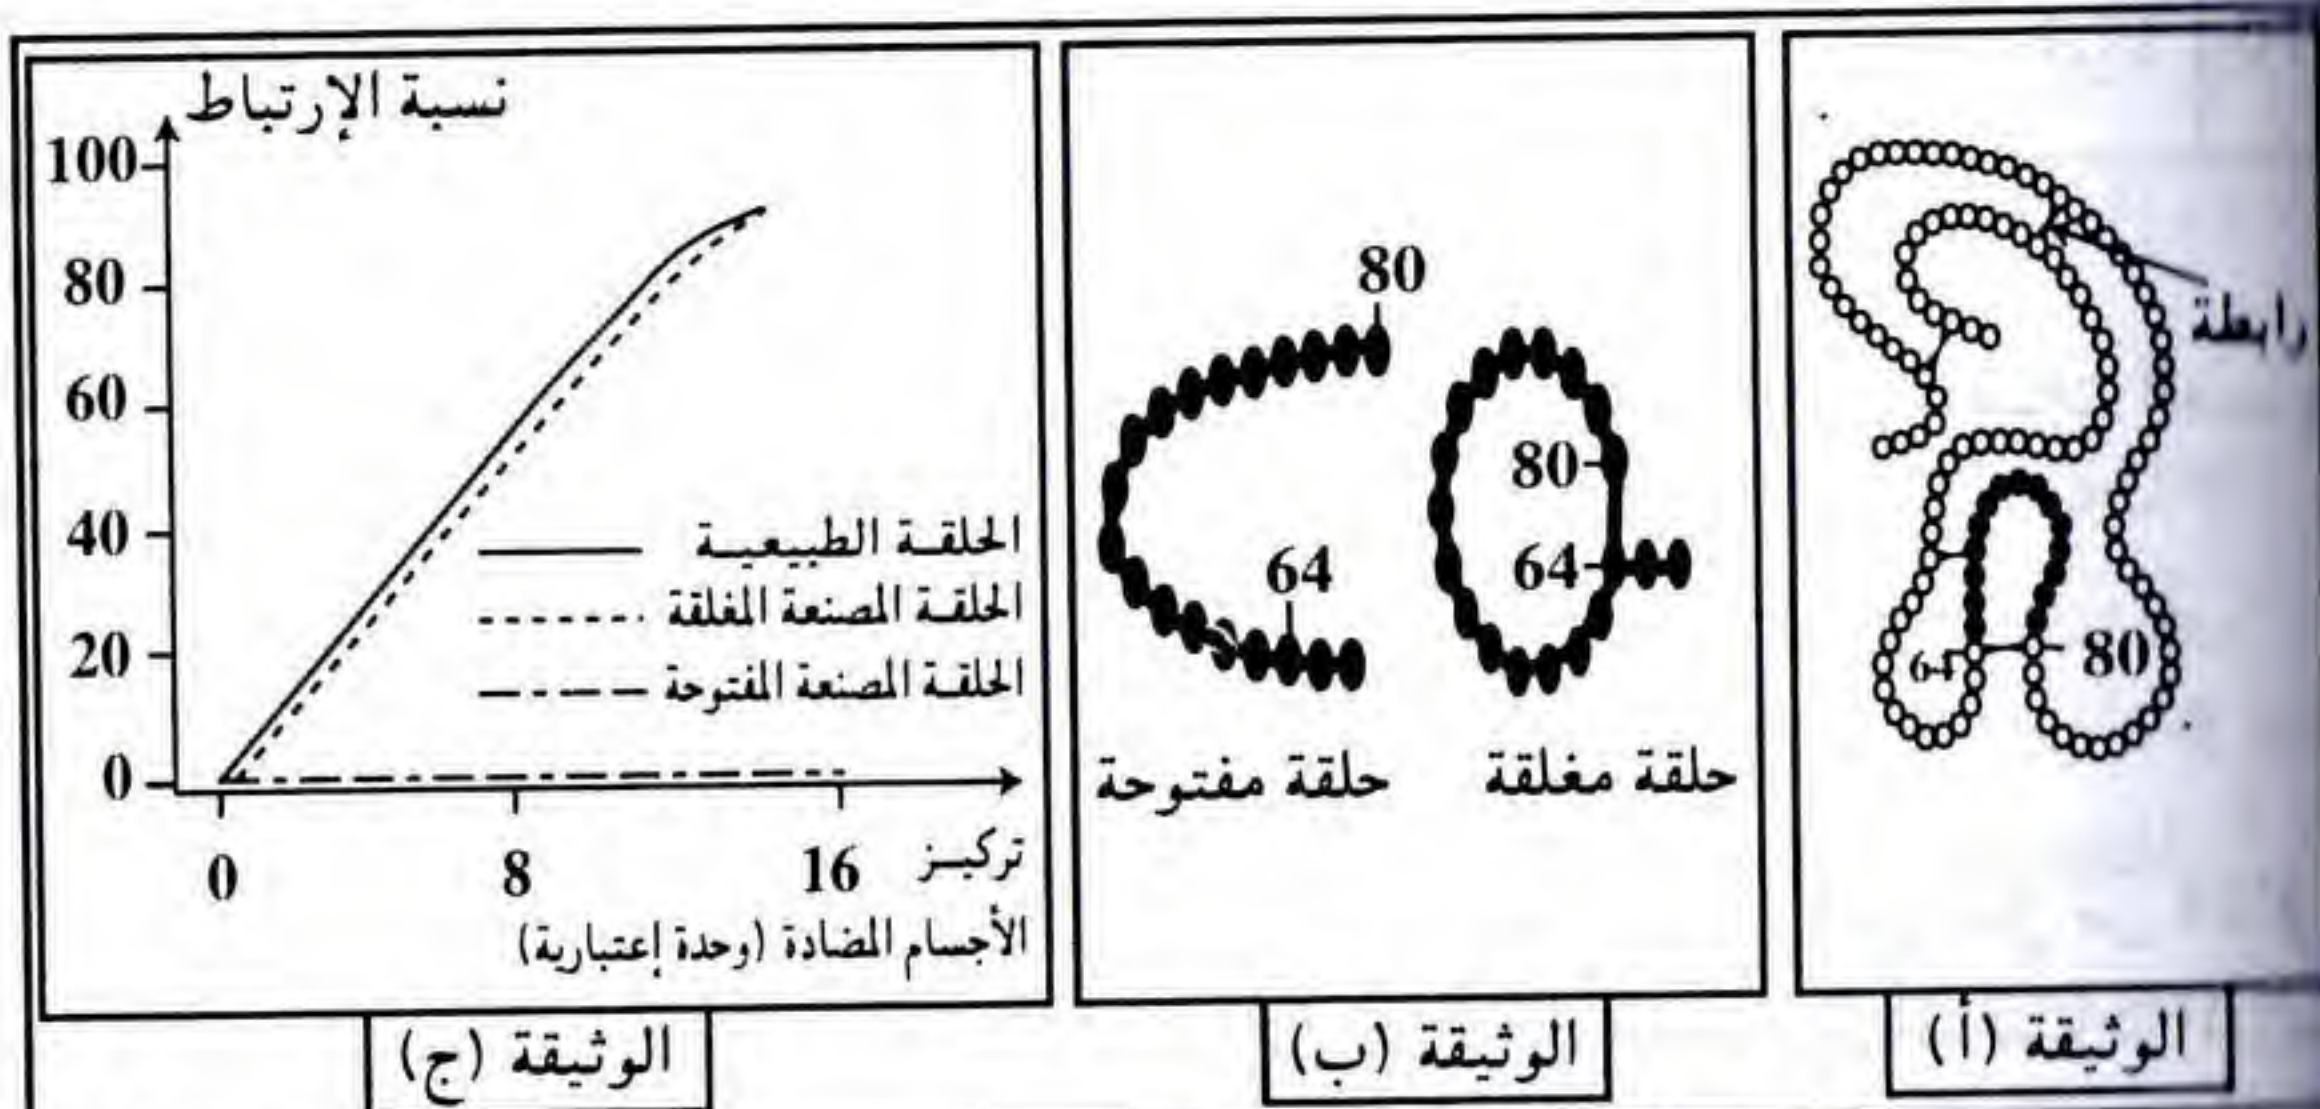 رابطة
64
80
الوثيقة (أ)
80
64
80
64
حلقة مغلقة
حلقة مفتوحة
الوثيقة (ب)
نسبة الإرتباط
100
80
60
40
20
0
الحلقة الطبيعية
الحلقة المصنعة المغلقة
الحلقة المصنعة المفتوحة
0 8 16
تركيز
الأجسام المضادة (وحدة إعتبارية)
الوثيقة (ج)